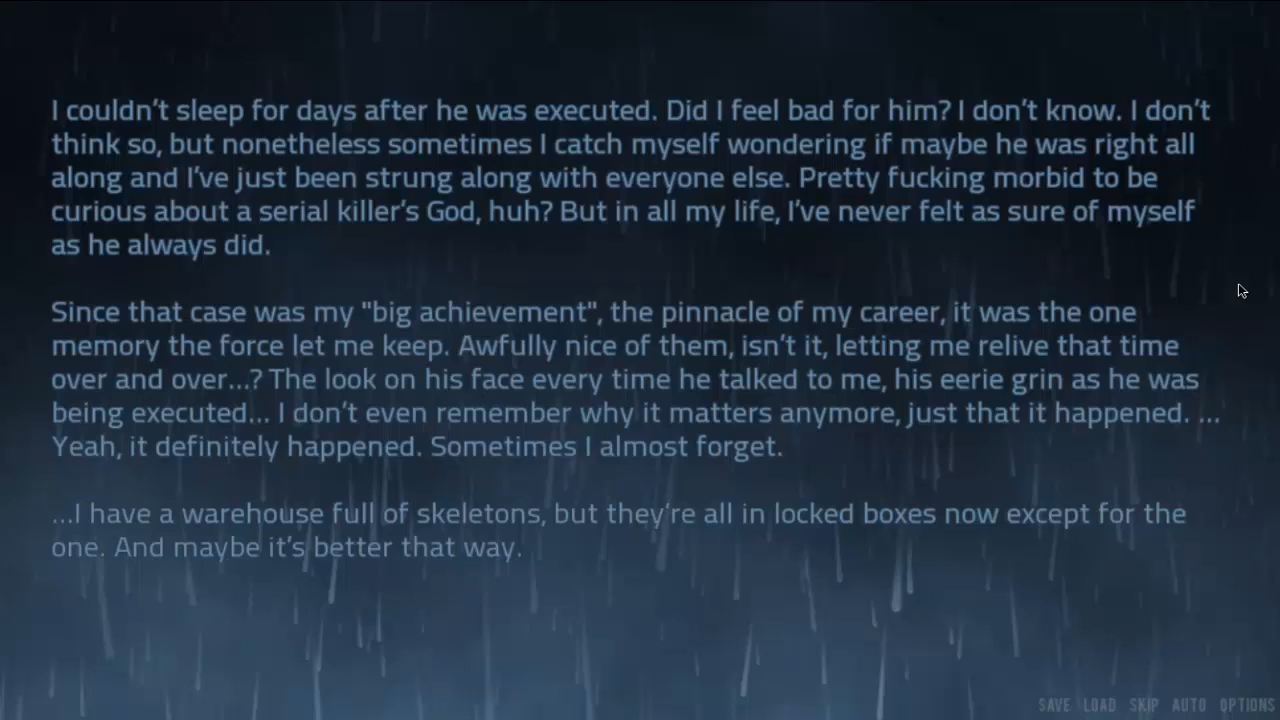 I couldn’t sleep for days after he was executed. Did I feel bad for him? I don’t know. I don’t
think so, but nonetheless sometimes I catch myself wondering if maybe he was right all
along and I’ve just been strung along with everyone else. Pretty fucking morbid to be
curious about a serial killer’s God, huh? But in all my life, I’ve never felt as sure of myself
as he always did.
Since that case was my "big achievement", the pinnacle of my career, it was the one
memory the force let me keep. Awfully nice of them, isn’t it, letting me relive that time
over and over...? The look on his face every time he talked to me, his eerie grin as he was
being executed... I don’t even remember why it matters anymore, just that it happened. ...
Yeah, it definitely happened. Sometimes I almost forget.
...I have a warehouse full of skeletons, but they’re all in locked boxes now except for the
one. And maybe it’s better that way.
SAVE LOAD SKIP AUTO OPTIONS